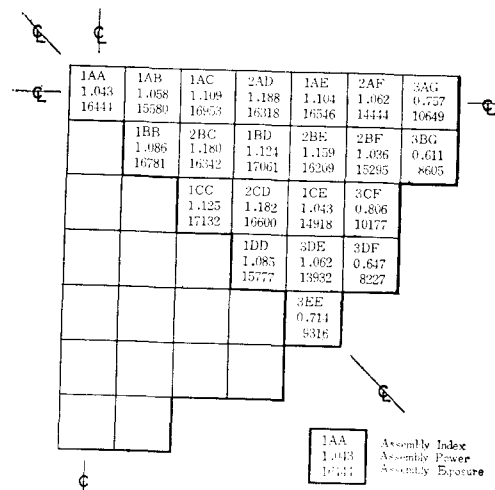 ℄ ℄
℄ ℄
1AA 1AB 1AC 2AD 1AE 2AF 3AG
1.043 1.058 1.109 1.188 1.104 1.062 0.757
16444 15580 16953 16318 16546 14444 10649
1BB 2BC 1BD 2BE 2BF 3BG
1.086 1.180 1.124 1.159 1.036 0.611
16781 16342 17061 16209 15295 8605
1CC 2CD 1CE 3CF
1.125 1.182 1.043 0.806
17132 16600 14918 10177
1DD 3DE 3DF
1.085 1.062 0.647
15777 13932 8227
3EE
0.714
9316
℄
℄
1AA Assembly Index
1.043 Assembly Power
16444 Assembly Exposure